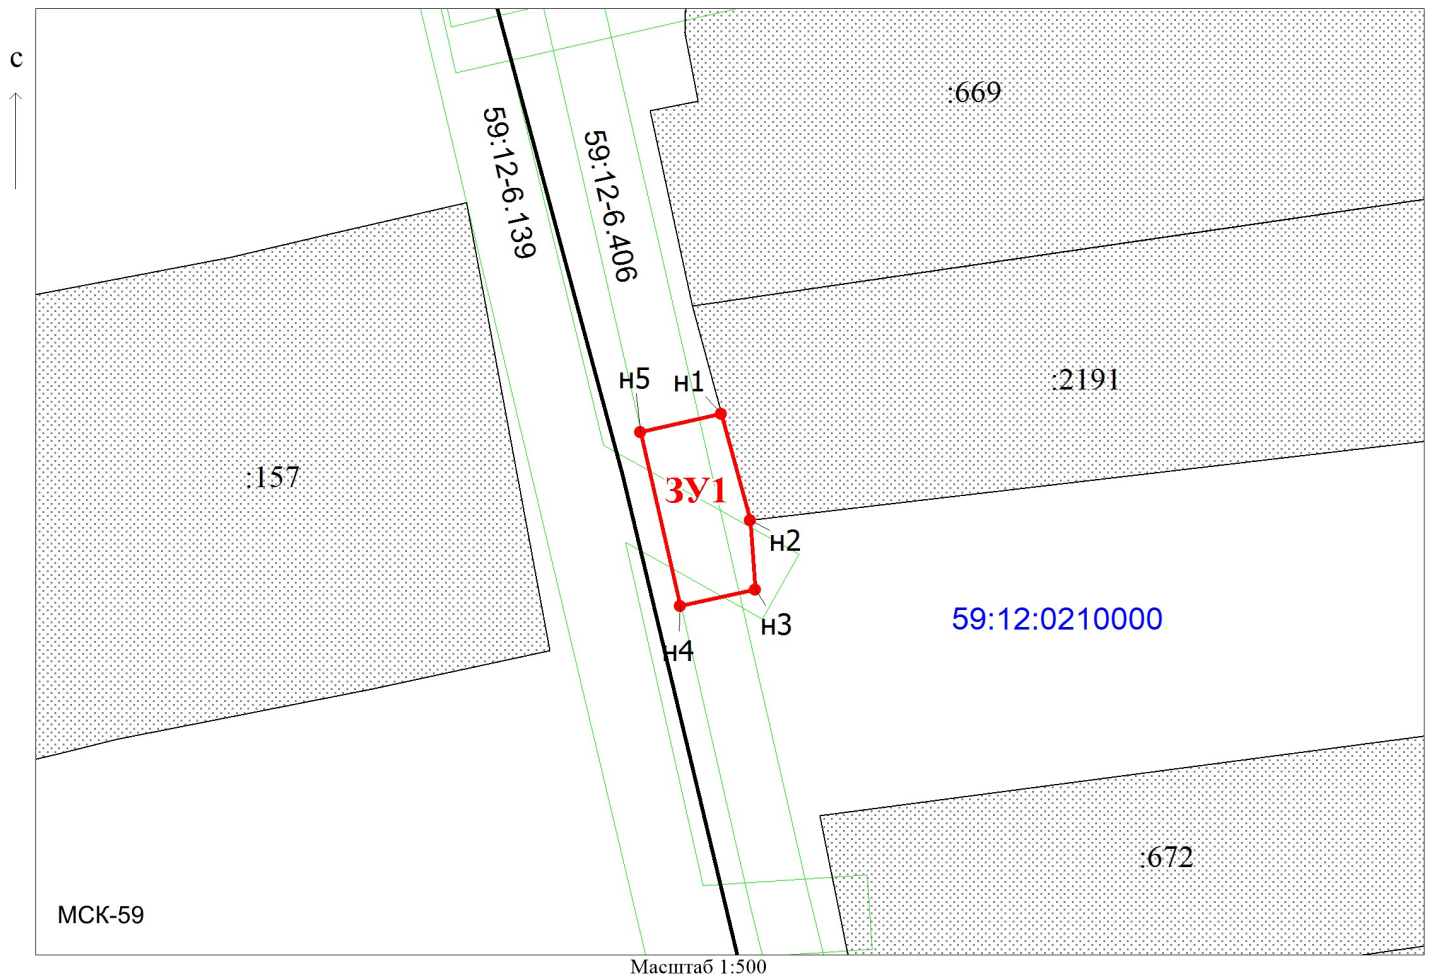 с
:669
59:12-6.139
59:12-6.406
н5
н1
:2191
:157
ЗУ1
н2
59:12:0210000
н3
н4
:672
МСК-59
Масштаб 1:500